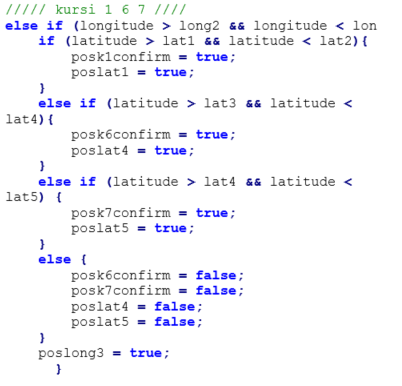 ///// kursi 1 6 7 ////
else if (longitude > long2 && longitude < lon
if (latitude > lat1 && latitude < lat2){
posk1confirm = true;
poslat1 = true;
}
else if (latitude > lat3 && latitude <
lat4){
posk6confirm = true;
poslat4 = true;
}
else if (latitude > lat4 && latitude <
lat5) {
posk7confirm = true;
poslat5 = true;
}
else {
posk6confirm = false;
posk7confirm = false;
poslat4 = false;
poslat5 = false;
}
poslong3 = true;
}